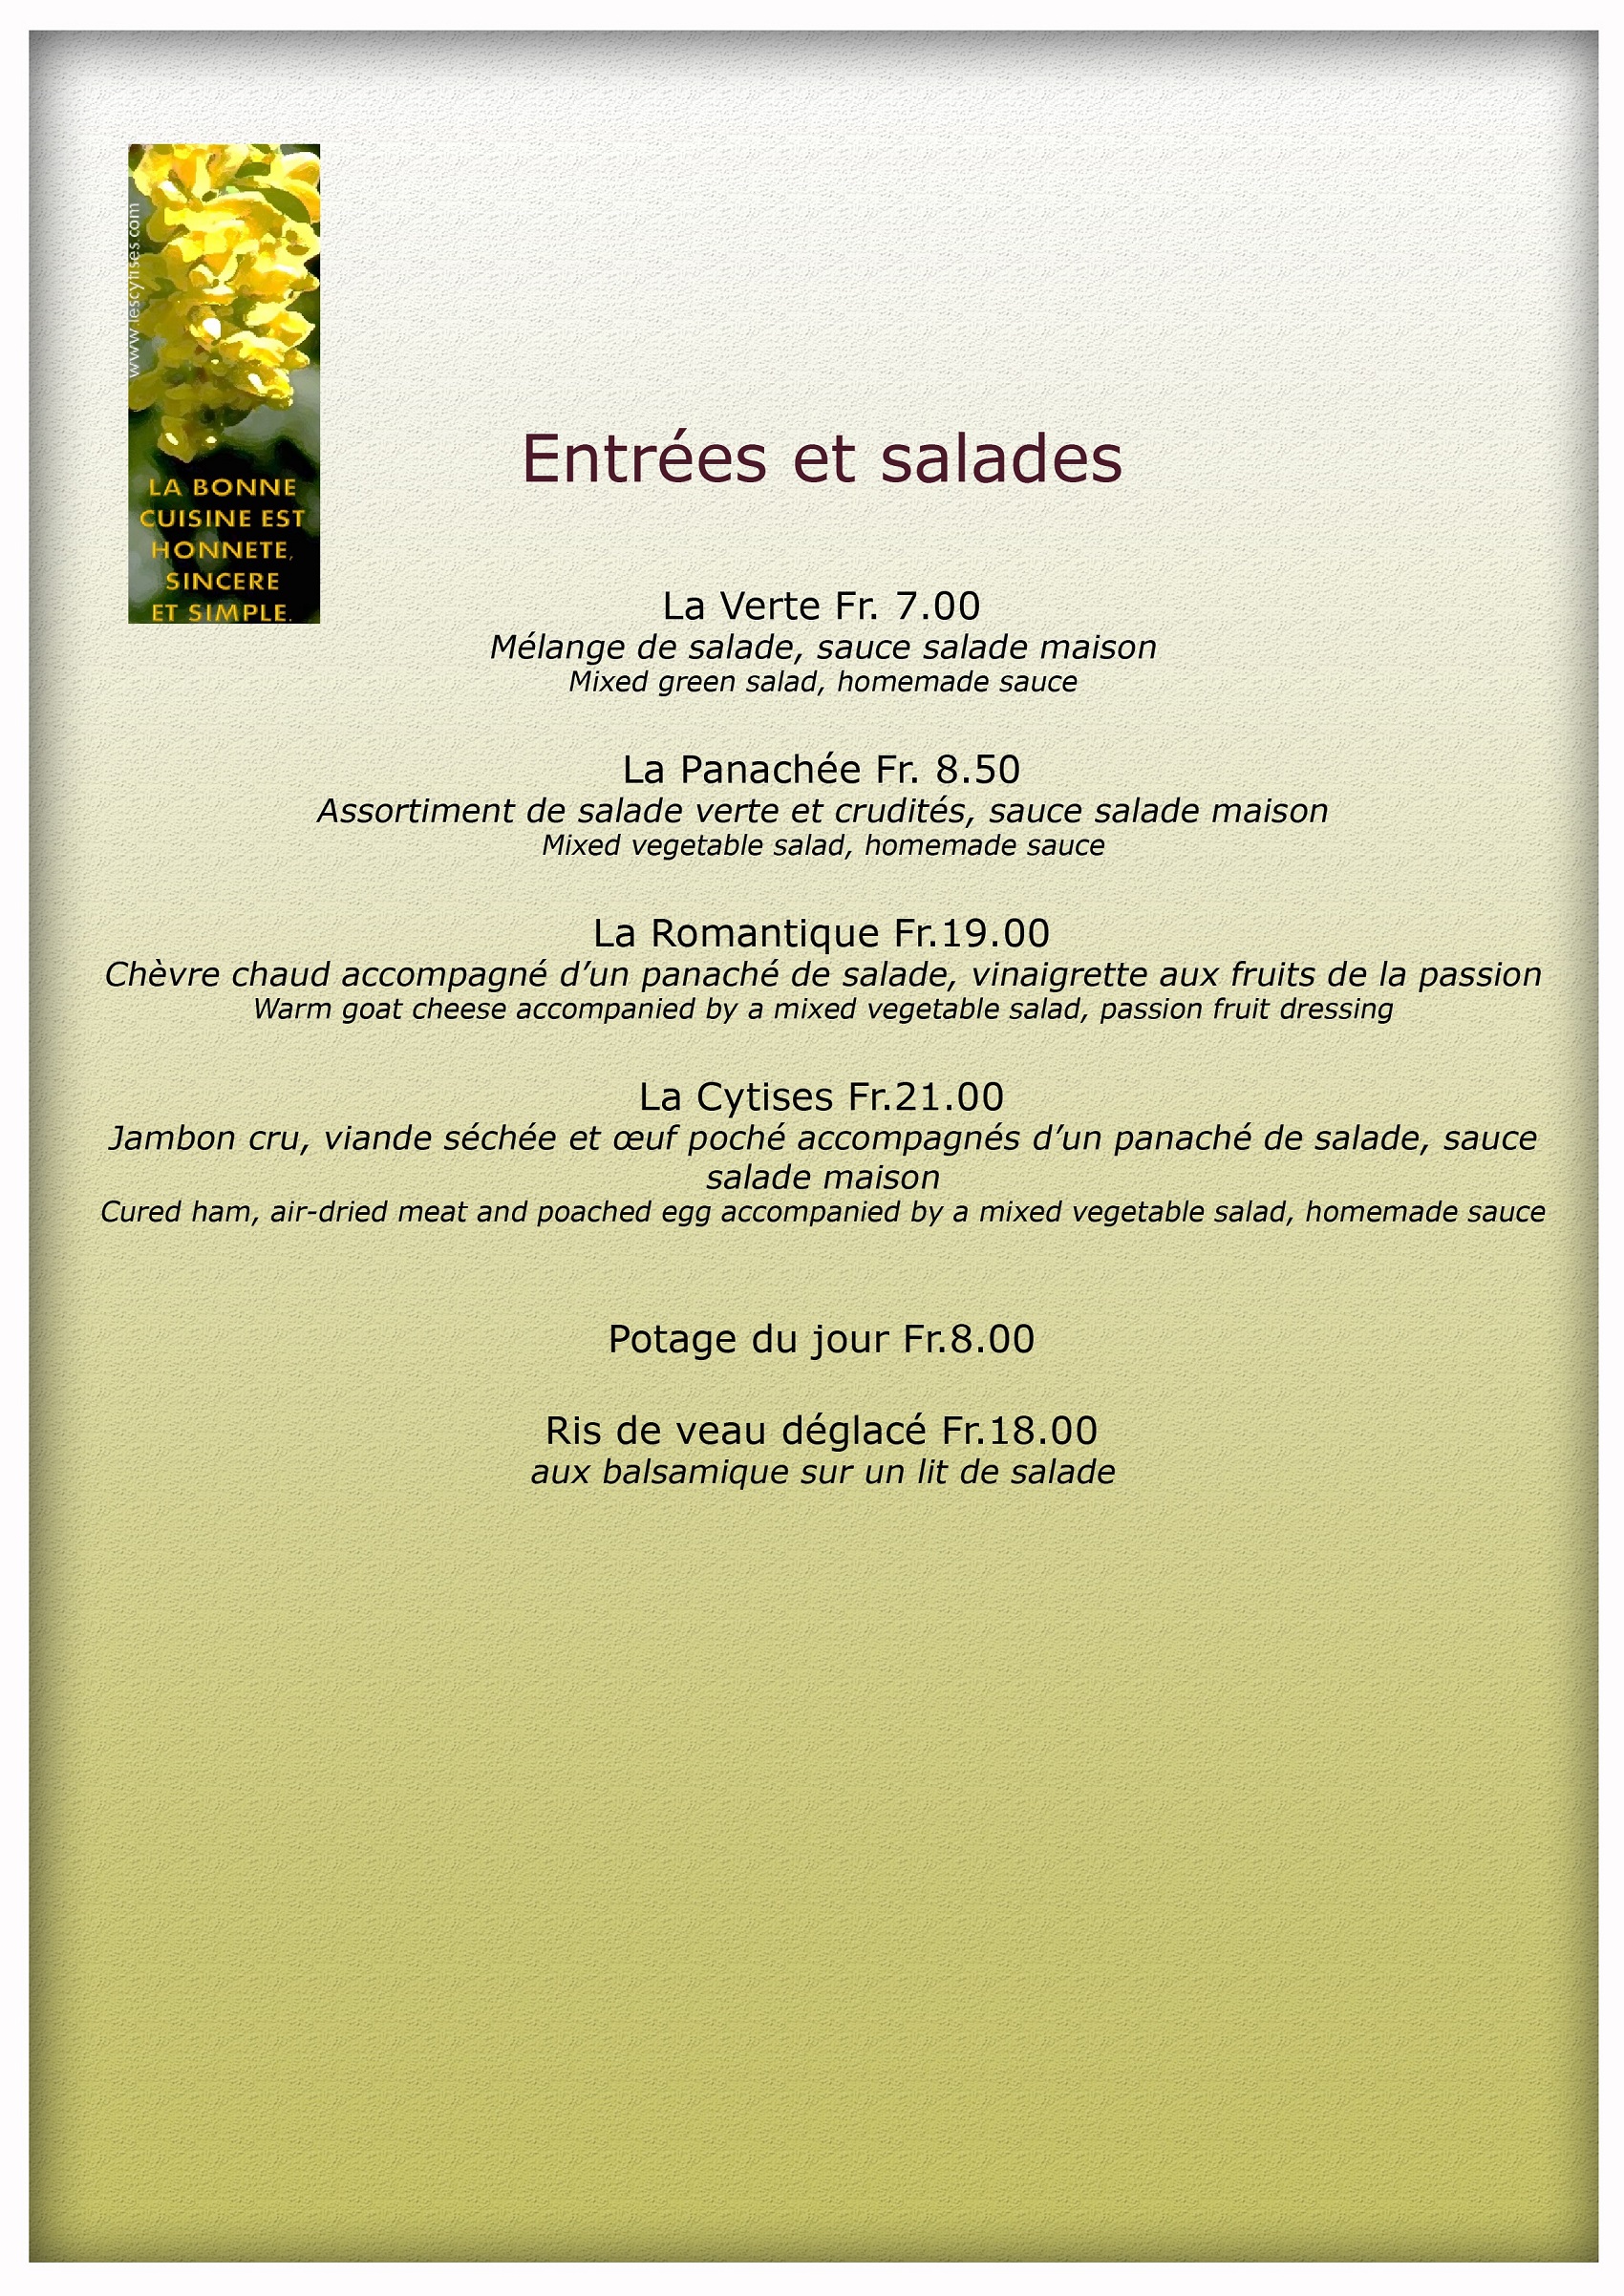 www.lescytises.com
LA BONNE
CUISINE EST
HONNETE,
SINCERE
ET SIMPLE.
Entrées et salades
La Verte Fr. 7.00
Mélange de salade, sauce salade maison
Mixed green salad, homemade sauce
La Panachée Fr. 8.50
Assortiment de salade verte et crudités, sauce salade maison
Mixed vegetable salad, homemade sauce
La Romantique Fr.19.00
Chèvre chaud accompagné d’un panaché de salade, vinaigrette aux fruits de la passion
Warm goat cheese accompanied by a mixed vegetable salad, passion fruit dressing
La Cytises Fr.21.00
Jambon cru, viande séchée et œuf poché accompagnés d’un panaché de salade, sauce
salade maison
Cured ham, air-dried meat and poached egg accompanied by a mixed vegetable salad, homemade sauce
Potage du jour Fr.8.00
Ris de veau déglacé Fr.18.00
aux balsamique sur un lit de salade